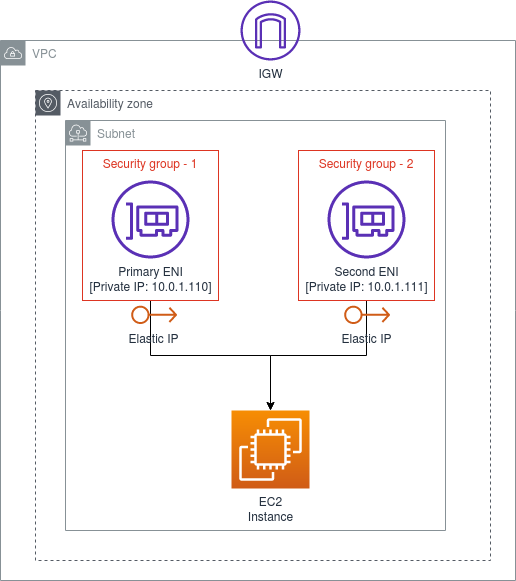 IGW
VPC
Availability zone
Subnet
Security group - 1
Security group - 2
Primary ENI
[Private IP: 10.0.1.110]
Second ENI
[Private IP: 10.0.1.111]
Elastic IP
Elastic IP
EC2
Instance